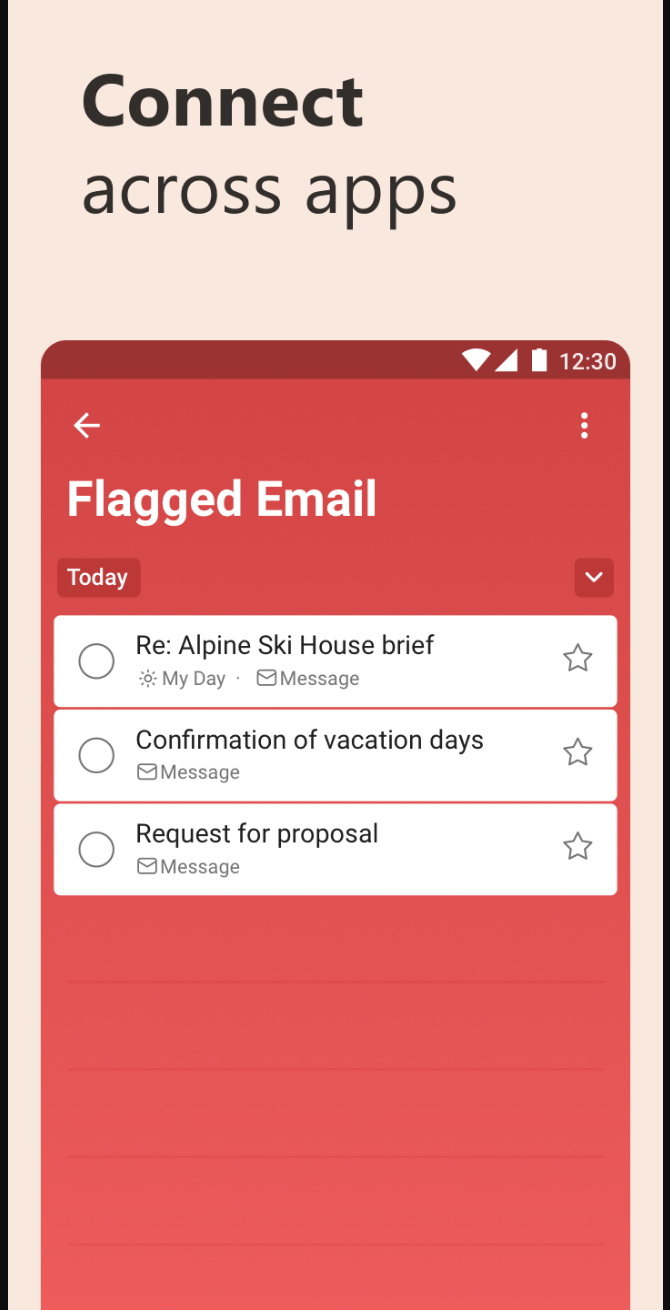 Connect
across apps
12:30
Flagged Email
Today
Re: Alpine Ski House brief
My Day · Message
Confirmation of vacation days
Message
Request for proposal
Message